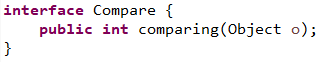 interface Compare {
    public int comparing(Object o);
}